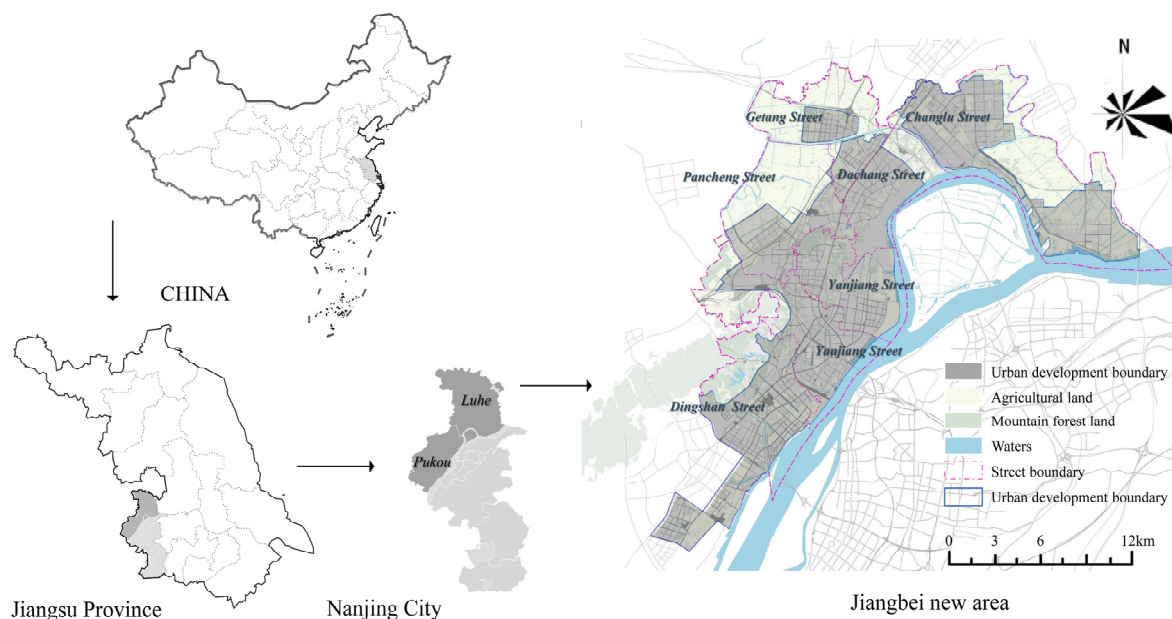 CHINA
Jiangsu Province
Luhe
Pukou
Nanjing City
N
Getang Street
Changlu Street
Pancheng Street
Dachang Street
Yanjiang Street
Yanjiang Street
Dingshan Street
Urban development boundary
Agricultural land
Mountain forest land
Waters
Street boundary
Urban development boundary
0 3 6 12km
Jiangbei new area